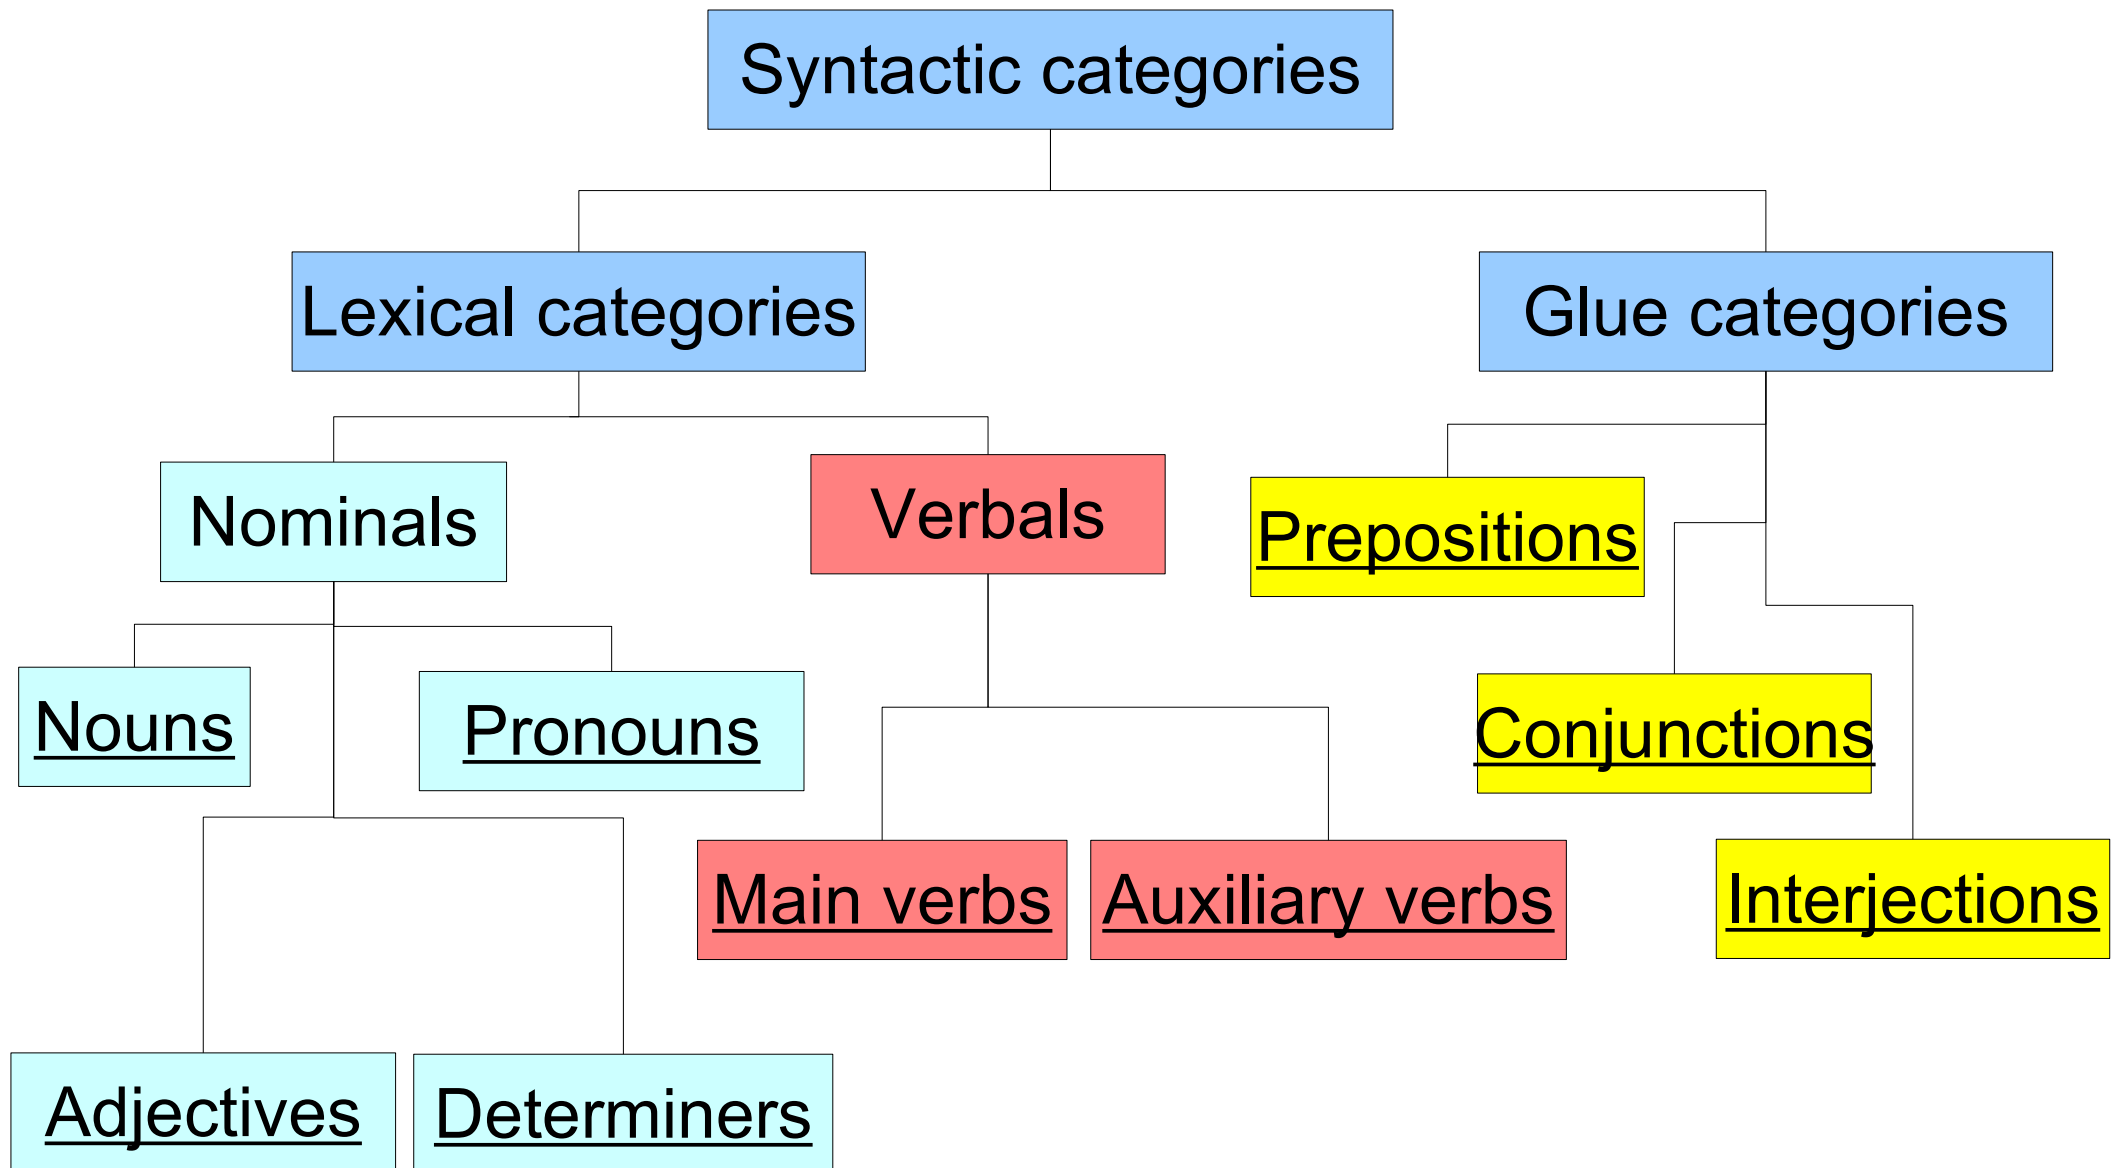 Syntactic categories
Lexical categories
Glue categories
Nominals
Verbals
Prepositions
Nouns
Pronouns
Conjunctions
Main verbs
Auxiliary verbs
Interjections
Adjectives
Determiners